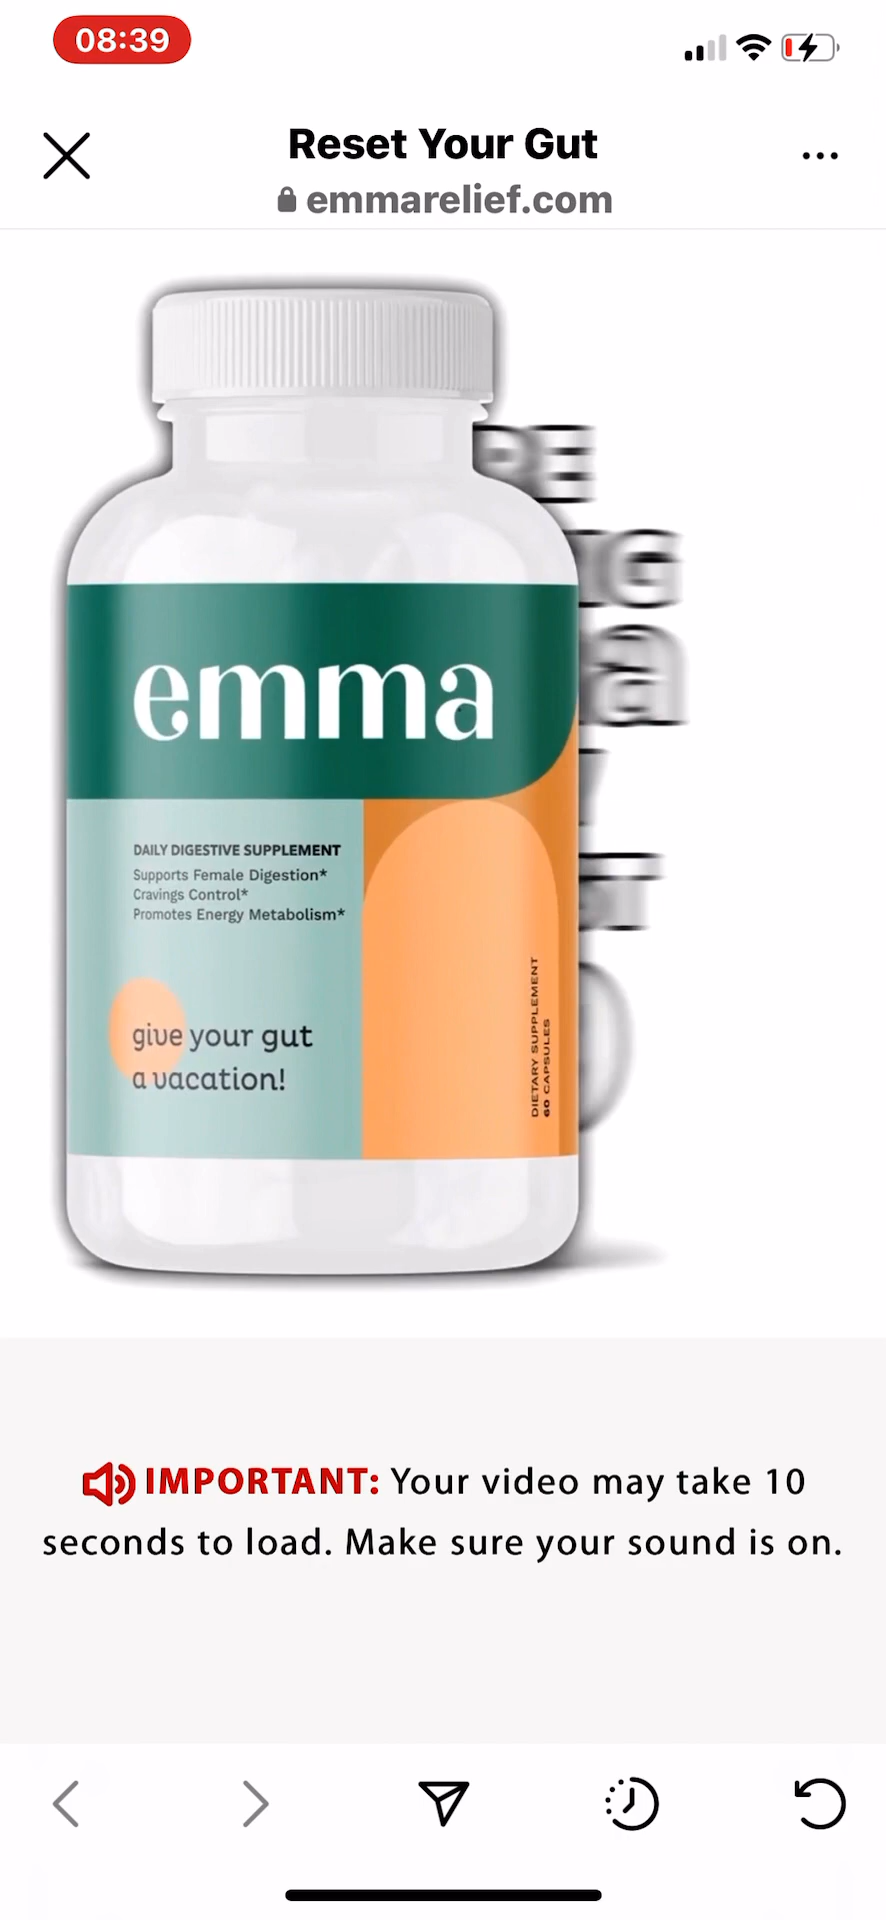 08:39
Reset Your Gut
emmarelief.com
emma
DAILY DIGESTIVE SUPPLEMENT
Supports Female Digestion*
Cravings Control*
Promotes Energy Metabolism*
give your gut
a vacation!
DIETARY SUPPLEMENT
60 CAPSULES
IMPORTANT: Your video may take 10
seconds to load. Make sure your sound is on.